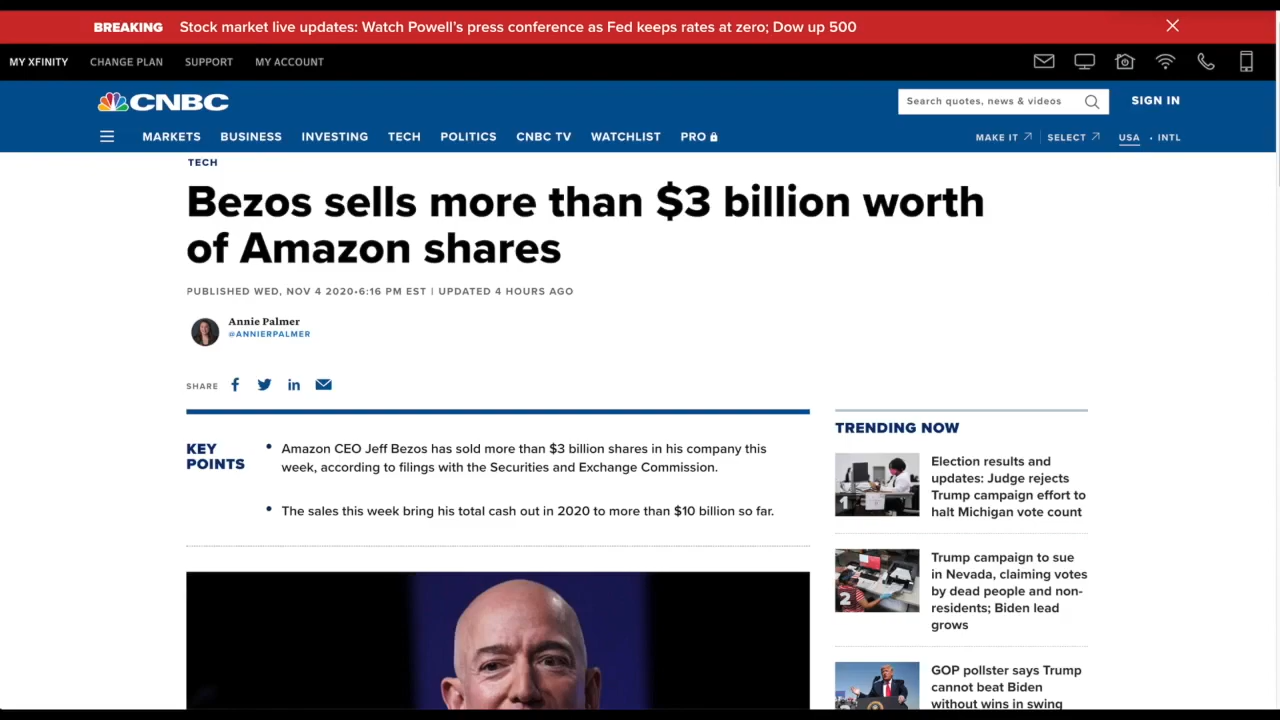 BREAKING Stock market live updates: Watch Powell's press conference as Fed keeps rates at zero; Dow up 500
MY XFINITY CHANGE PLAN SUPPORT MY ACCOUNT
CNBC
Search quotes, news & videos
SIGN IN
MARKETS BUSINESS INVESTING TECH POLITICS CNBC TV WATCHLIST PRO
MAKE IT SELECT USA • INTL
TECH
Bezos sells more than $3 billion worth
of Amazon shares
PUBLISHED WED, NOV 4 2020•6:16 PM EST | UPDATED 4 HOURS AGO
Annie Palmer
@ANNIERPALMER
SHARE
KEY
POINTS
• Amazon CEO Jeff Bezos has sold more than $3 billion shares in his company this
week, according to filings with the Securities and Exchange Commission.
• The sales this week bring his total cash out in 2020 to more than $10 billion so far.
TRENDING NOW
1
Election results and
updates: Judge rejects
Trump campaign effort to
halt Michigan vote count
2
Trump campaign to sue
in Nevada, claiming votes
by dead people and non-
residents; Biden lead
grows
GOP pollster says Trump
cannot beat Biden
without wins in swing